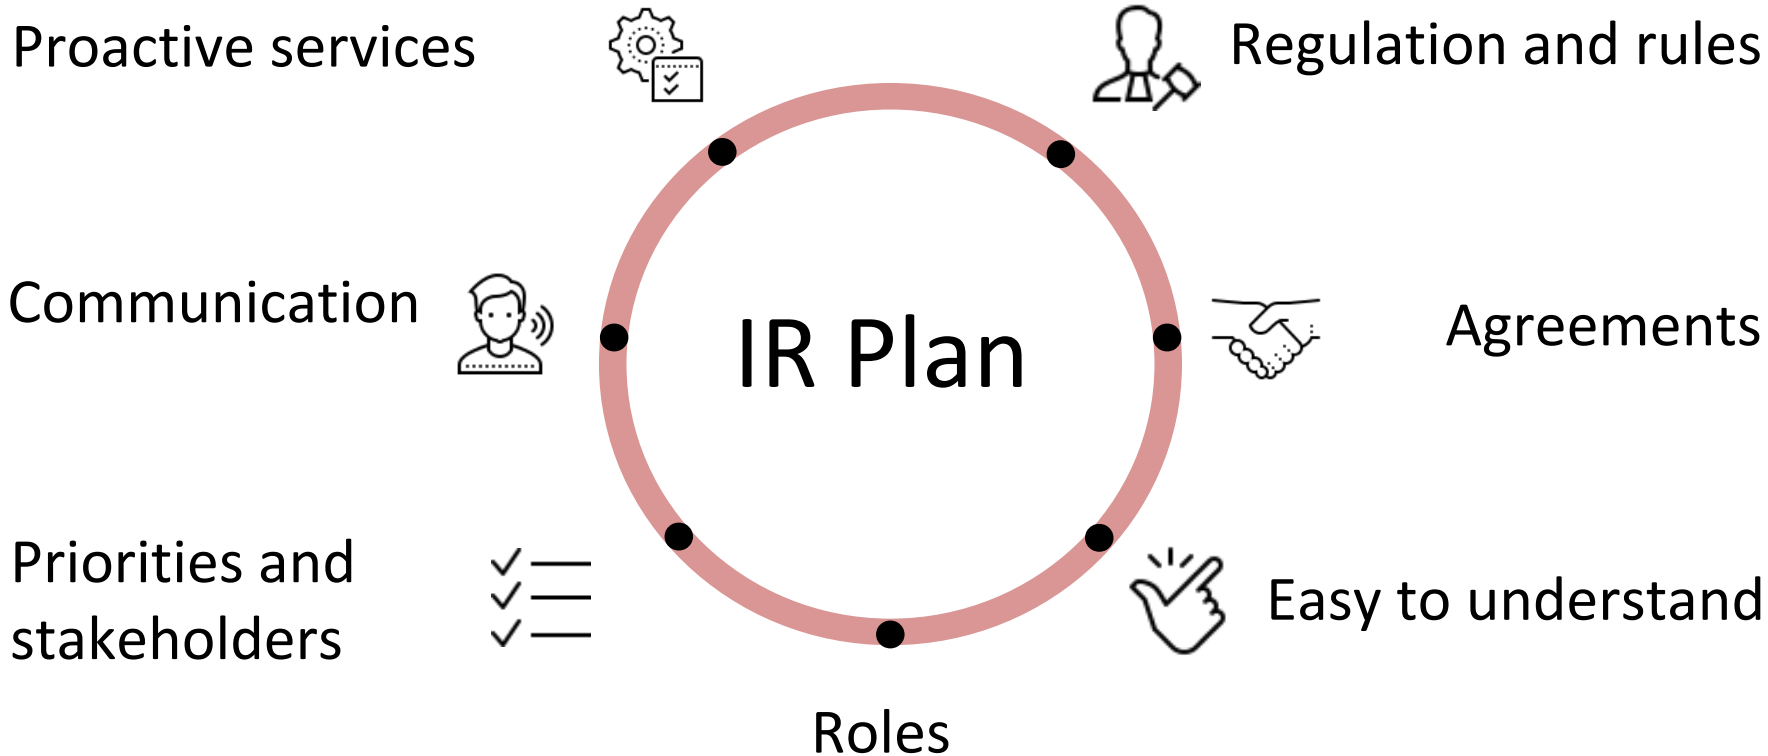 Proactive services
Regulation and rules
Communication
IR Plan
Agreements
Priorities and
stakeholders
Easy to understand
Roles